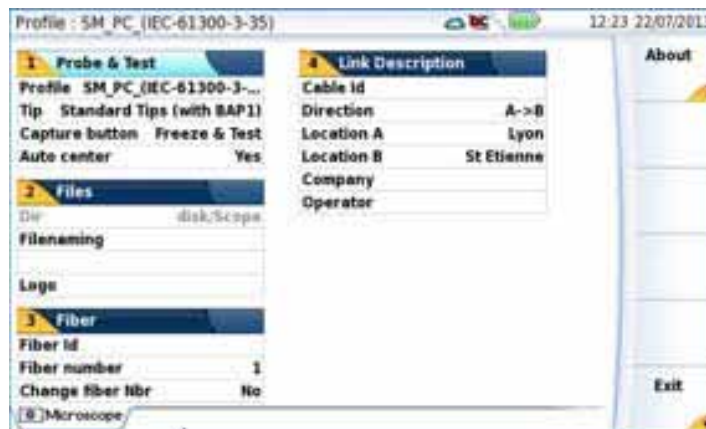 Profile : SM_PC_(IEC-61300-3-35)
DC
12:23 22/07/2013
1 Probe & Test
Profile SM_PC_(IEC-61300-3-...
Tip Standard Tips (with BAP1)
Capture button Freeze & Test
Auto center Yes
2 Files
Dir disk/Scope
Filenaming
Logo
3 Fiber
Fiber Id
Fiber number 1
Change fiber Nbr No
Microscope
4 Link Description
Cable Id
Direction A->B
Location A Lyon
Location B St Etienne
Company
Operator
About
Exit